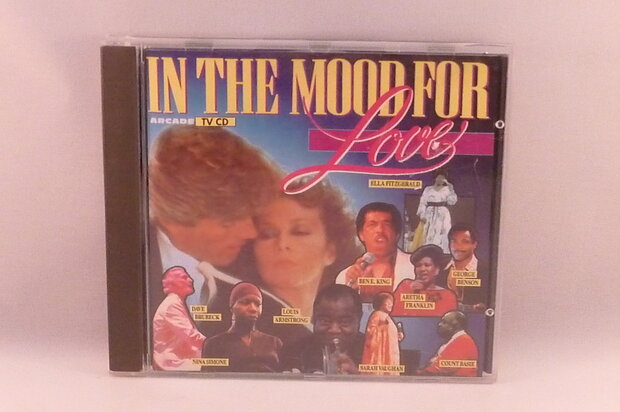 IN THE MOOD FOR
Love
ARCADE TV CD
ELLA FITZGERALD
BEN E. KING
GEORGE
BENSON
ARETHA
FRANKLIN
DAVE
BRUBECK
LOUIS
ARMSTRONG
NINA SIMONE
SARAH VAUGHAN
COUNT BASIE